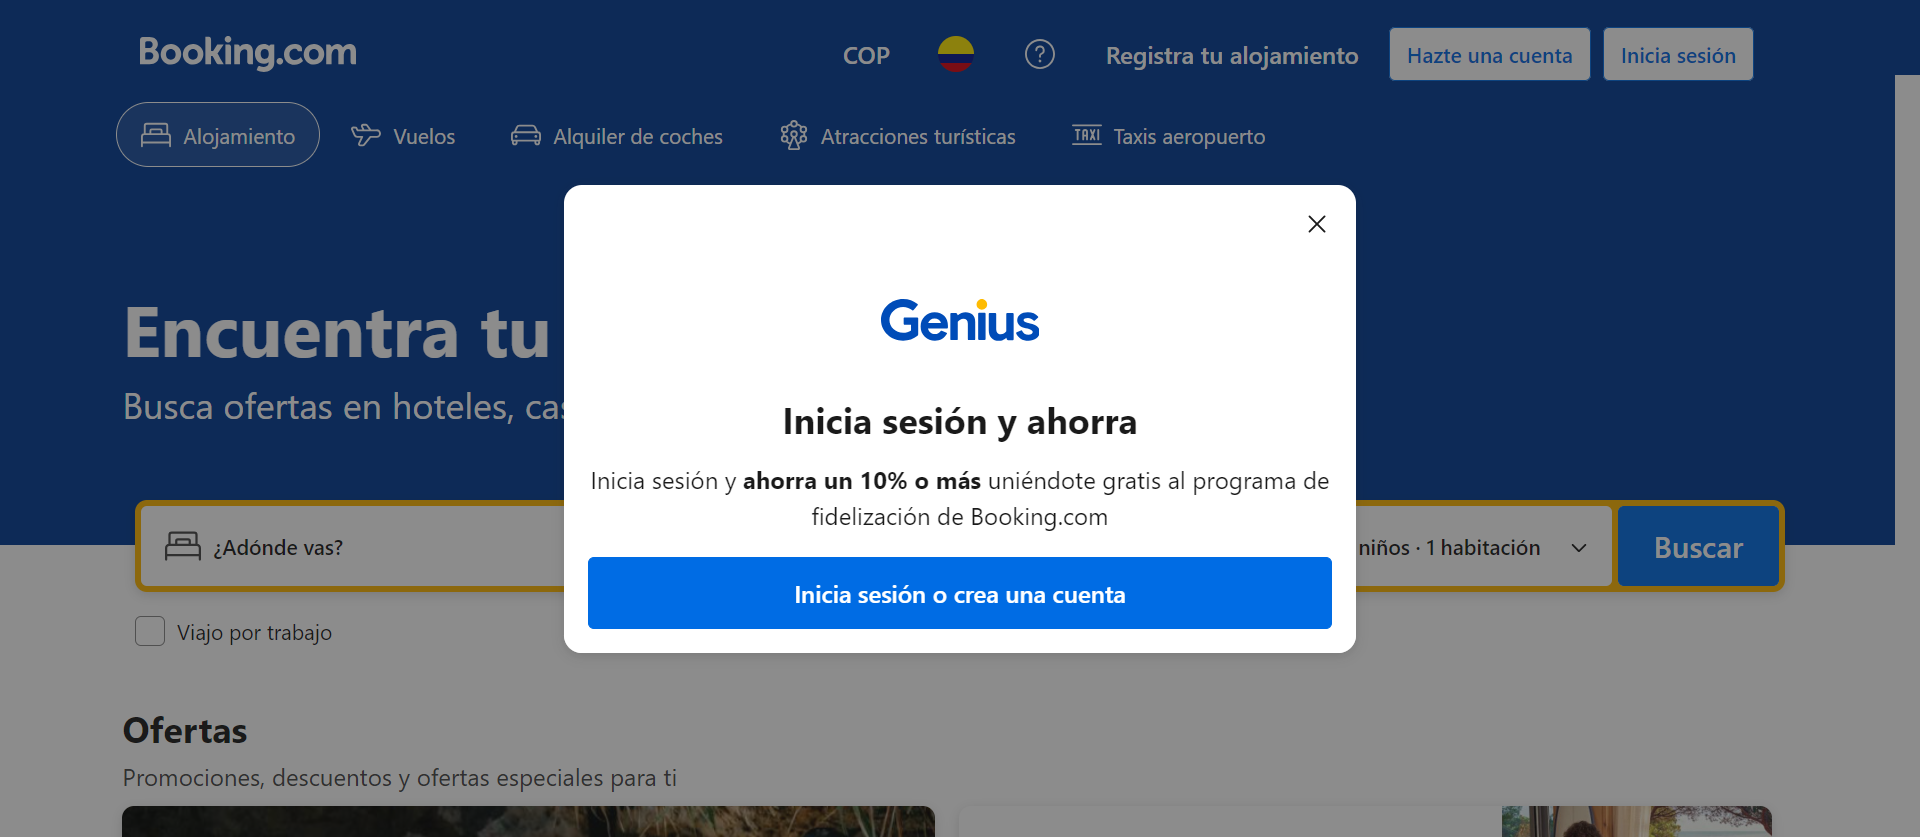 Booking.com
COP
Registra tu alojamiento
Hazte una cuenta
Inicia sesión
Alojamiento
Vuelos
Alquiler de coches
Atracciones turísticas
TAXI
Taxis aeropuerto
Encuentra tu
Busca ofertas en hoteles,
Genius
Inicia sesión y ahorra
Inicia sesión y ahorra un 10% o más uniéndote gratis al programa de
fidelización de Booking.com
Inicia sesión o crea una cuenta
¿Adónde vas?
niños · 1 habitación
Buscar
Viajo por trabajo
Ofertas
Promociones, descuentos y ofertas especiales para ti